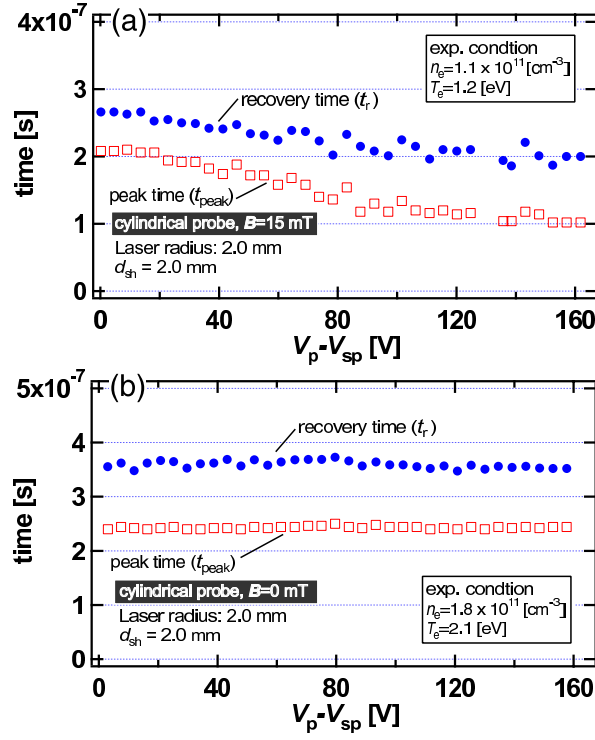 (a)
4x10⁻⁷
3
2
1
0
time [s]
exp. condtion
nₑ=1.1 x 10¹¹ [cm⁻³]
Tₑ=1.2 [eV]
recovery time (tᵣ)
peak time (t_peak)
cylindrical probe, B=15 mT
Laser radius: 2.0 mm
d_sh = 2.0 mm
0 40 80 120 160
Vₚ-Vₛₚ [V]
(b)
5x10⁻⁷
4
3
2
1
0
time [s]
recovery time (tᵣ)
peak time (t_peak)
cylindrical probe, B=0 mT
Laser radius: 2.0 mm
d_sh = 2.0 mm
exp. condtion
nₑ=1.8 x 10¹¹ [cm⁻³]
Tₑ=2.1 [eV]
0 40 80 120 160
Vₚ-Vₛₚ [V]